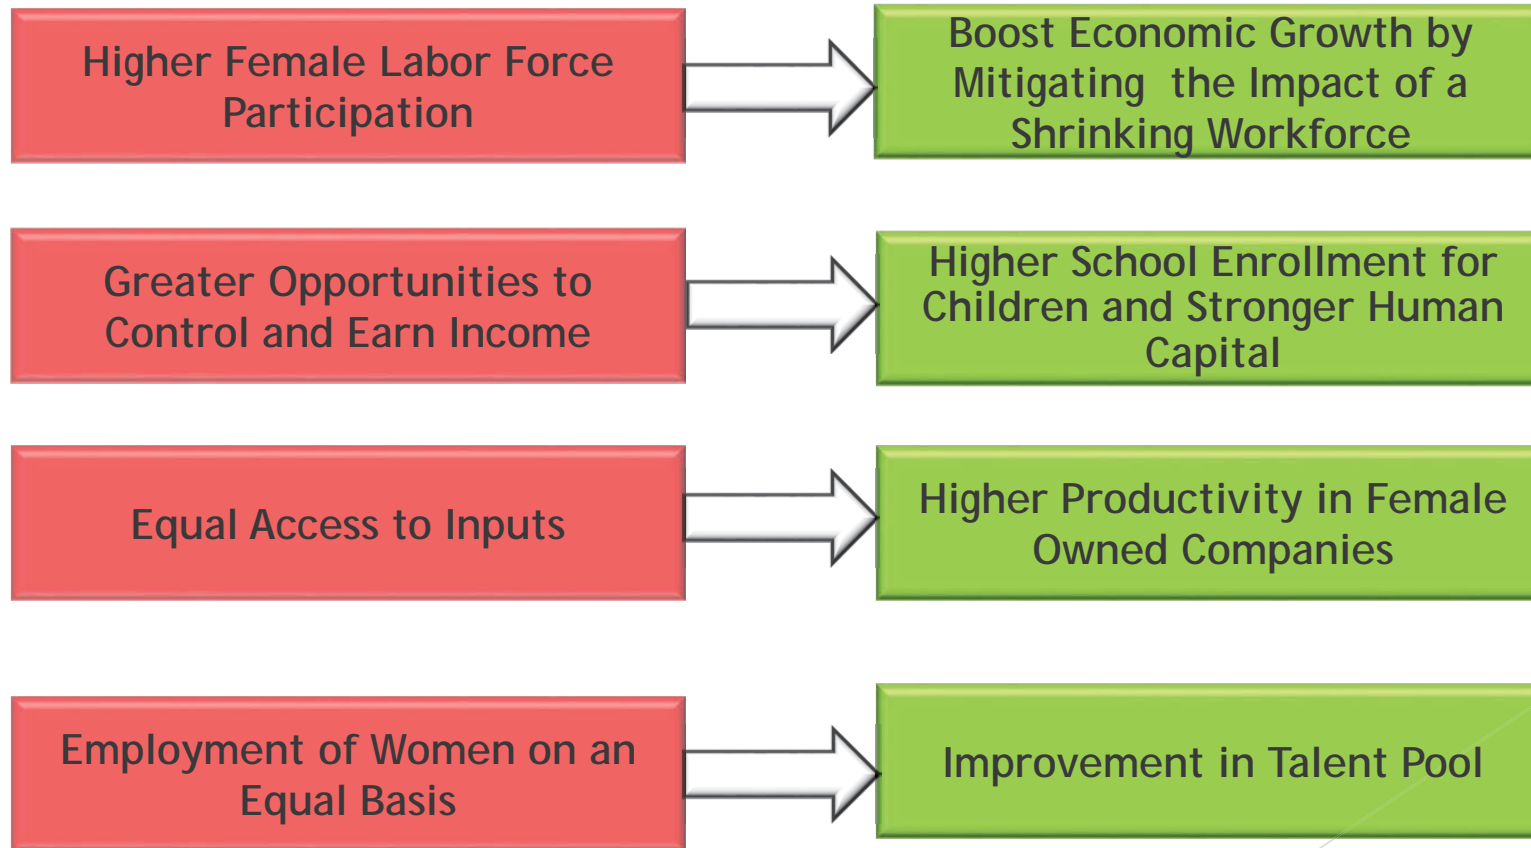 Higher Female Labor Force
Participation
Boost Economic Growth by
Mitigating the Impact of a
Shrinking Workforce
Greater Opportunities to
Control and Earn Income
Higher School Enrollment for
Children and Stronger Human
Capital
Equal Access to Inputs
Higher Productivity in Female
Owned Companies
Employment of Women on an
Equal Basis
Improvement in Talent Pool